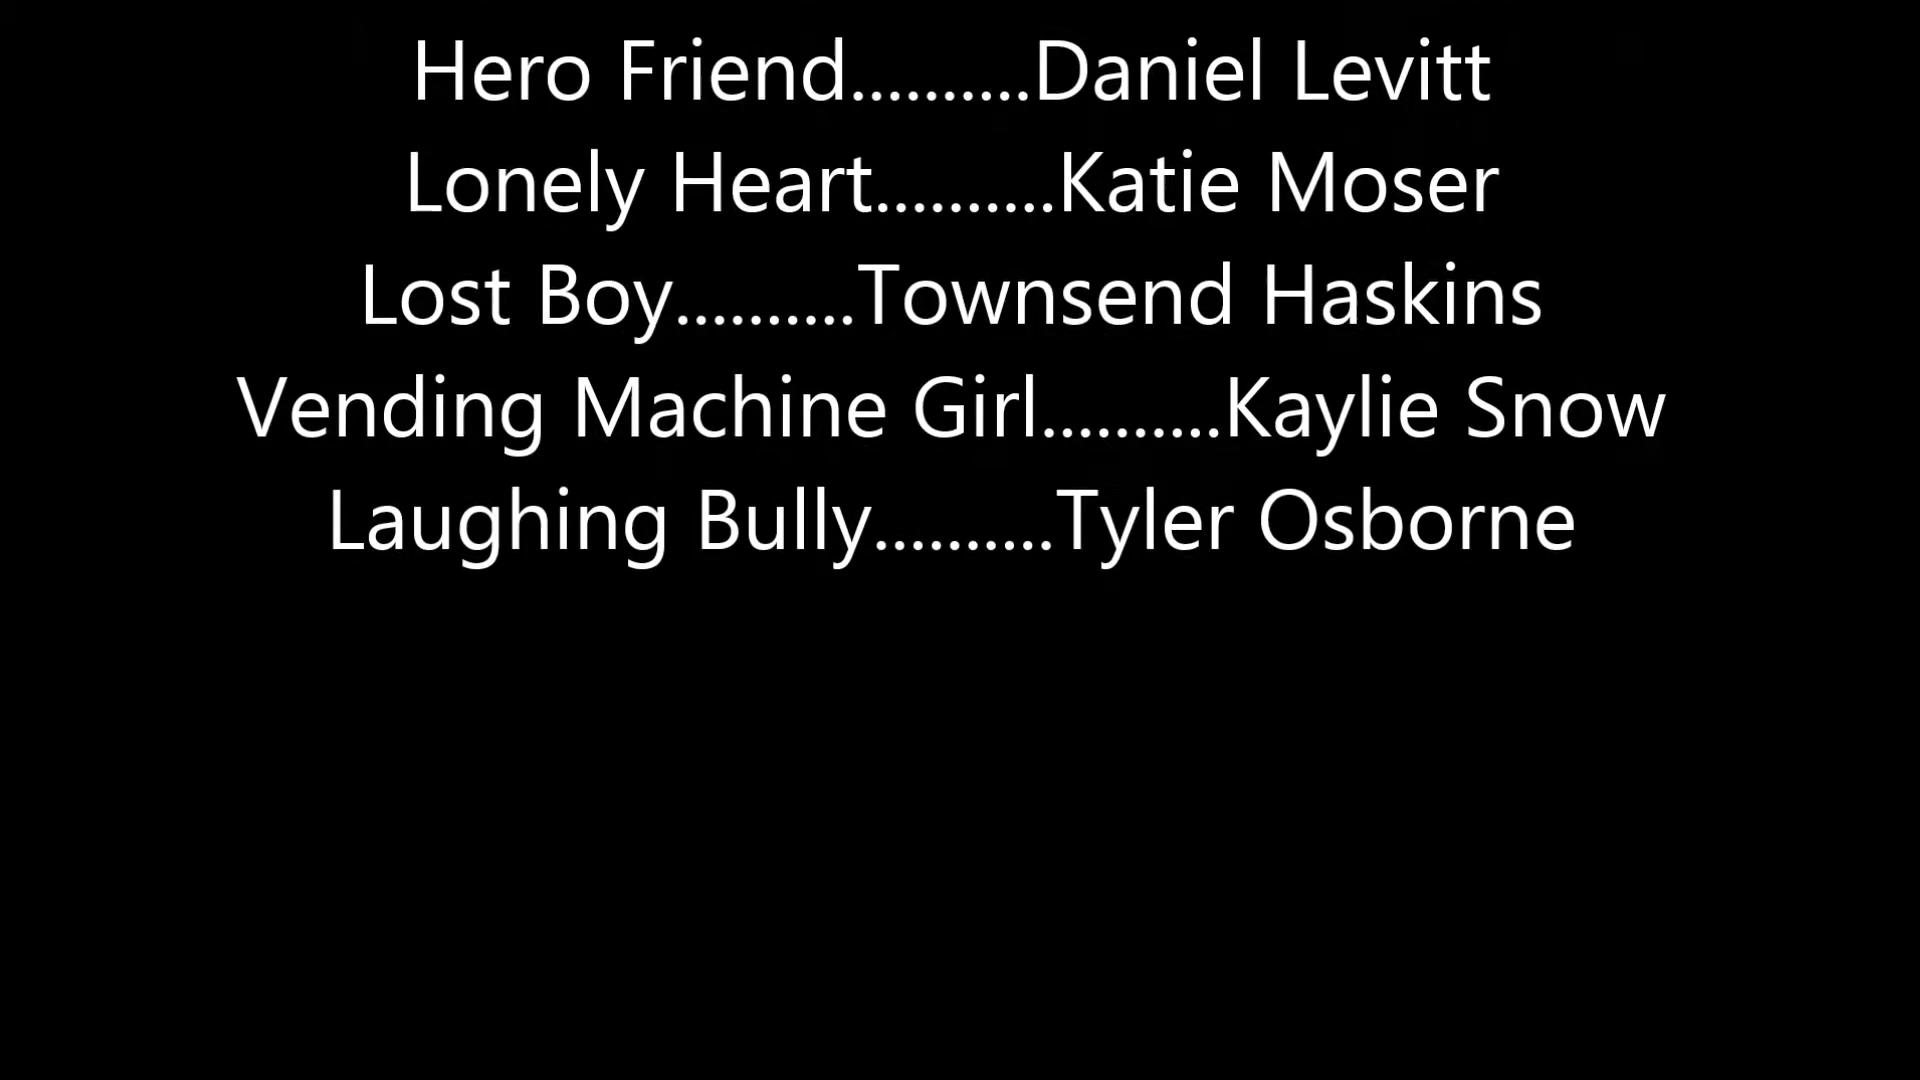 Hero Friend..........Daniel Levitt
Lonely Heart..........Katie Moser
Lost Boy..........Townsend Haskins
Vending Machine Girl..........Kaylie Snow
Laughing Bully..........Tyler Osborne